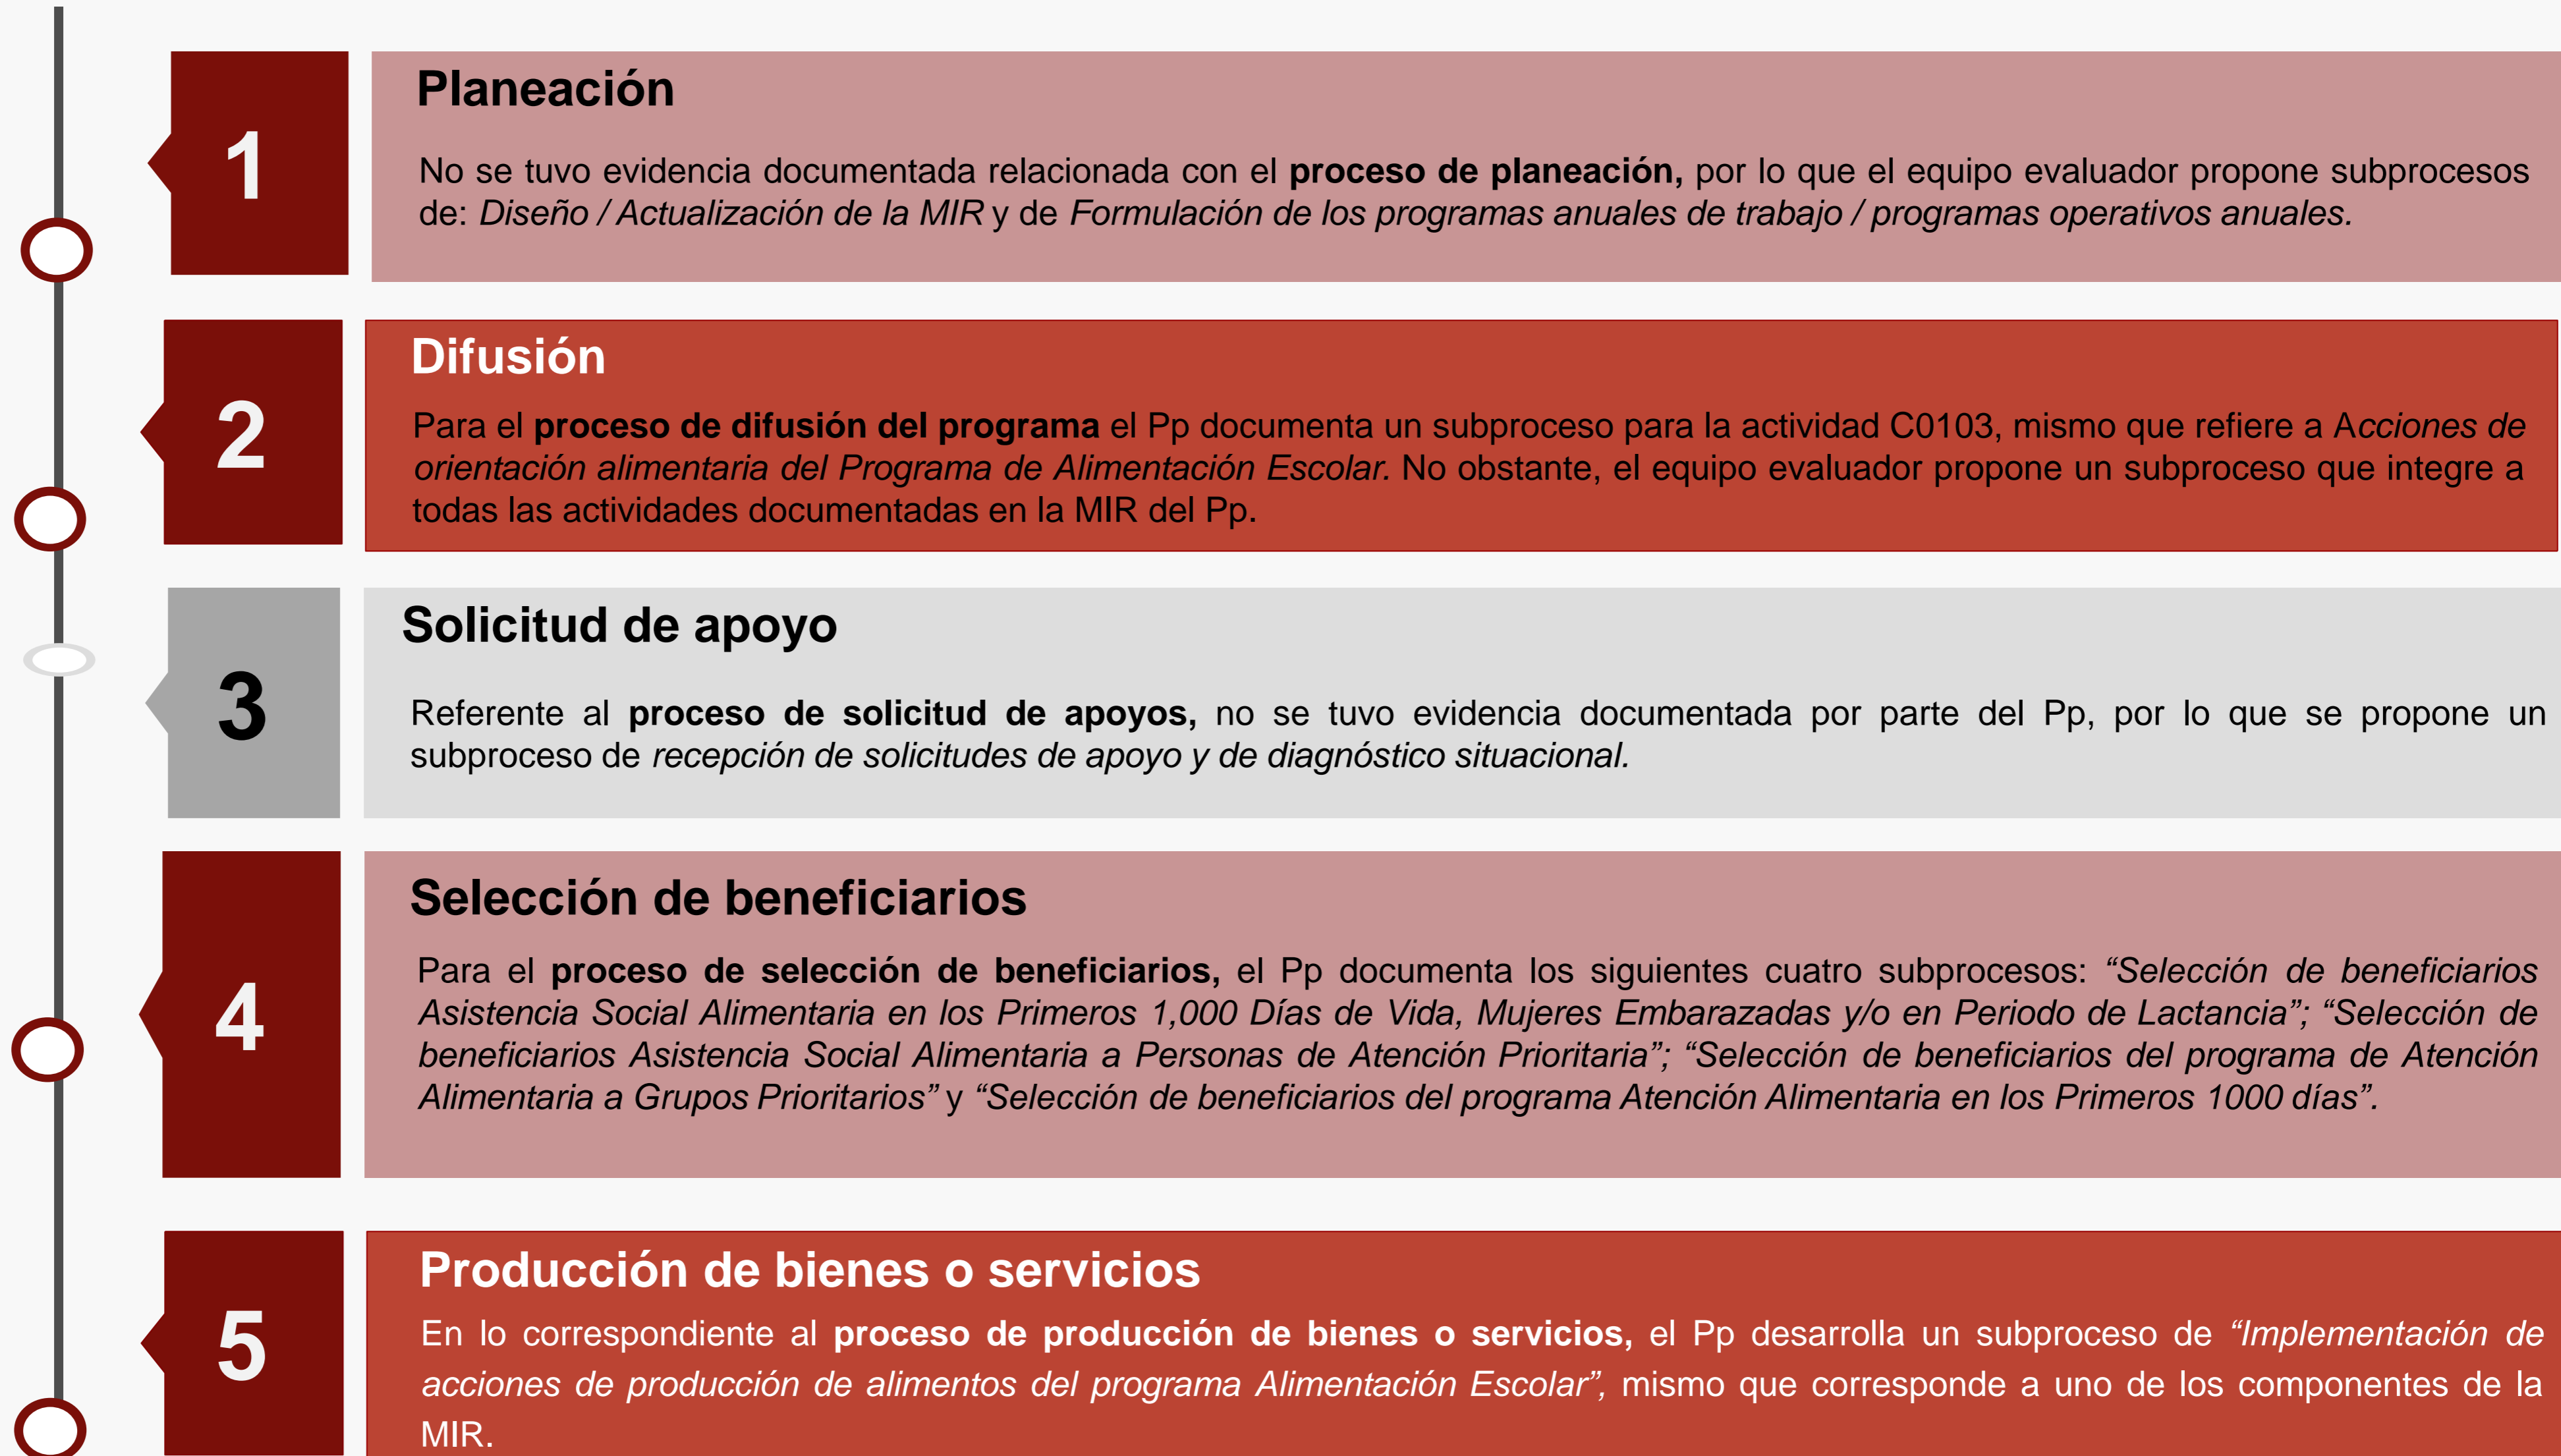 1
Planeación
No se tuvo evidencia documentada relacionada con el proceso de planeación, por lo que el equipo evaluador propone subprocesos
de: Diseño / Actualización de la MIR y de Formulación de los programas anuales de trabajo / programas operativos anuales.
2
Difusión
Para el proceso de difusión del programa el Pp documenta un subproceso para la actividad C0103, mismo que refiere a Acciones de
orientación alimentaria del Programa de Alimentación Escolar. No obstante, el equipo evaluador propone un subproceso que integre a
todas las actividades documentadas en la MIR del Pp.
3
Solicitud de apoyo
Referente al proceso de solicitud de apoyos, no se tuvo evidencia documentada por parte del Pp, por lo que se propone un
subproceso de recepción de solicitudes de apoyo y de diagnóstico situacional.
4
Selección de beneficiarios
Para el proceso de selección de beneficiarios, el Pp documenta los siguientes cuatro subprocesos: “Selección de beneficiarios
Asistencia Social Alimentaria en los Primeros 1,000 Días de Vida, Mujeres Embarazadas y/o en Periodo de Lactancia”; “Selección de
beneficiarios Asistencia Social Alimentaria a Personas de Atención Prioritaria”; “Selección de beneficiarios del programa de Atención
Alimentaria a Grupos Prioritarios” y “Selección de beneficiarios del programa Atención Alimentaria en los Primeros 1000 días”.
5
Producción de bienes o servicios
En lo correspondiente al proceso de producción de bienes o servicios, el Pp desarrolla un subproceso de “Implementación de
acciones de producción de alimentos del programa Alimentación Escolar”, mismo que corresponde a uno de los componentes de la
MIR.